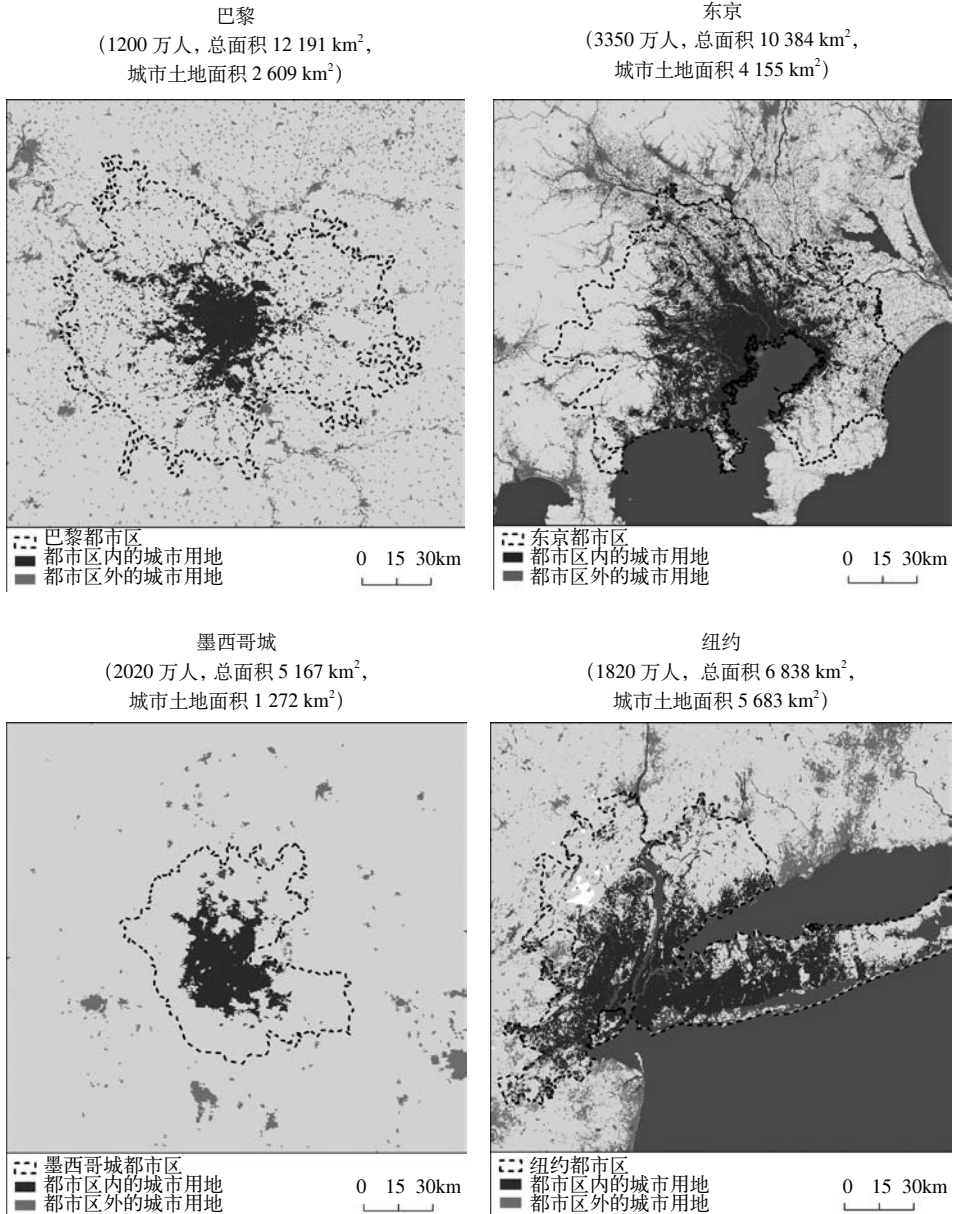 巴黎
（1200 万人，总面积 12 191 km²，
城市土地面积 2 609 km²）
巴黎都市区
都市区内的城市用地
都市区外的城市用地
0 15 30km
东京
（3350 万人，总面积 10 384 km²，
城市土地面积 4 155 km²）
东京都市区
都市区内的城市用地
都市区外的城市用地
0 15 30km
墨西哥城
（2020 万人，总面积 5 167 km²，
城市土地面积 1 272 km²）
墨西哥城都市区
都市区内的城市用地
都市区外的城市用地
0 15 30km
纽约
（1820 万人，总面积 6 838 km²，
城市土地面积 5 683 km²）
纽约都市区
都市区内的城市用地
都市区外的城市用地
0 15 30km